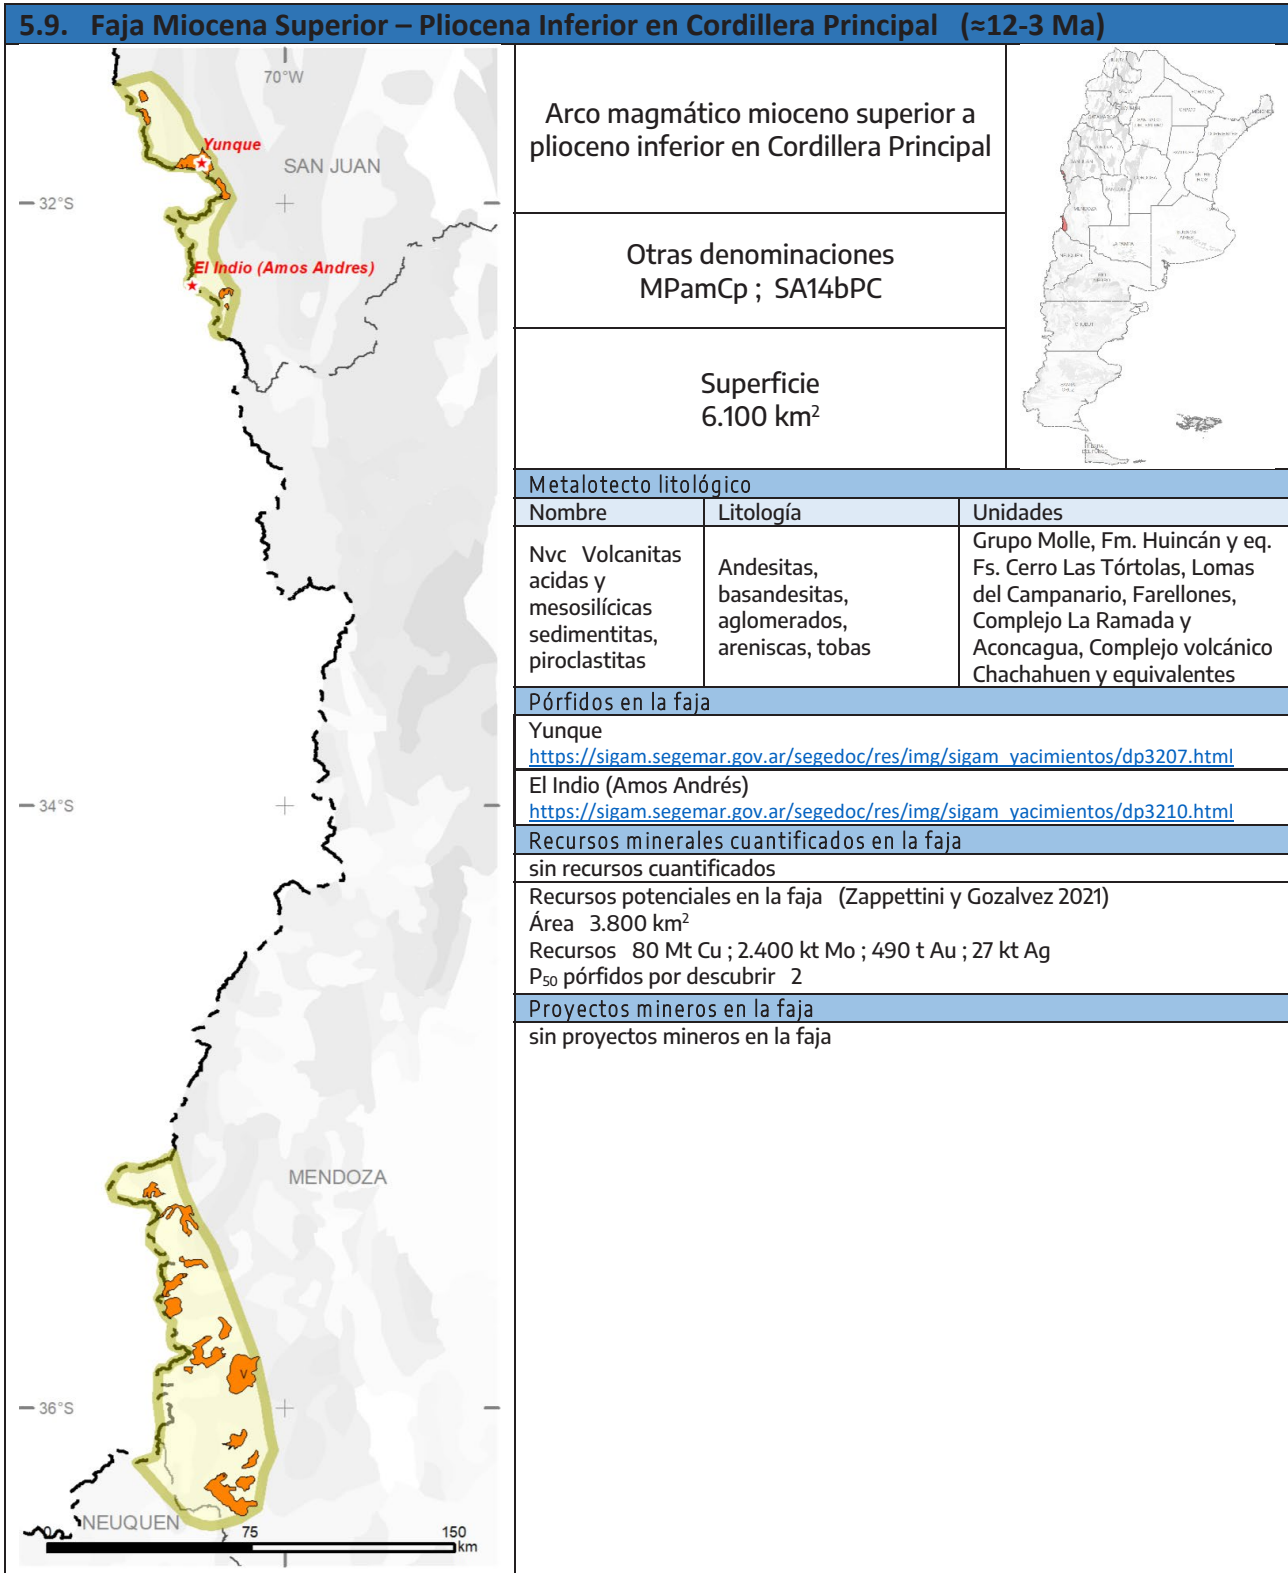 5.9. Faja Miocena Superior – Pliocena Inferior en Cordillera Principal (≈12-3 Ma)
70°W
Yunque
SAN JUAN
32°S
El Indio (Amos Andres)
34°S
MENDOZA
36°S
NEUQUEN
0 75 150
km
Arco magmático mioceno superior a
plioceno inferior en Cordillera Principal
Otras denominaciones
MPamCp ; SA14bPC
Superficie
6.100 km²
Metalotecto litológico
Nombre Litología Unidades
Nvc Volcanitas
acidas y
mesosilícicas
sedimentitas,
piroclastitas
Andesitas,
basandesitas,
aglomerados,
areniscas, tobas
Grupo Molle, Fm. Huincán y eq.
Fs. Cerro Las Tórtolas, Lomas
del Campanario, Farellones,
Complejo La Ramada y
Aconcagua, Complejo volcánico
Chachahuen y equivalentes
Pórfidos en la faja
Yunque
https://sigam.segemar.gov.ar/segedoc/res/img/sigam_yacimientos/dp3207.html
El Indio (Amos Andrés)
https://sigam.segemar.gov.ar/segedoc/res/img/sigam_yacimientos/dp3210.html
Recursos minerales cuantificados en la faja
sin recursos cuantificados
Recursos potenciales en la faja (Zappettini y Gozalvez 2021)
Área 3.800 km²
Recursos 80 Mt Cu ; 2.400 kt Mo ; 490 t Au ; 27 kt Ag
P₅₀ pórfidos por descubrir 2
Proyectos mineros en la faja
sin proyectos mineros en la faja